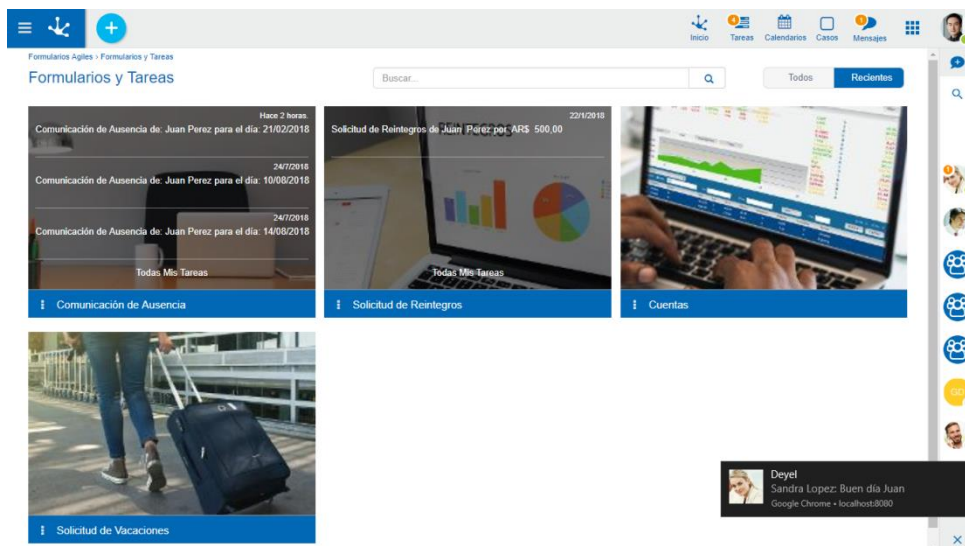 Inicio
4
Tareas
Calendarios
Casos
Mensajes
Formularios Agiles > Formularios y Tareas
Formularios y Tareas
Buscar...
Todos
Recientes
Hace 2 horas.
Comunicación de Ausencia de: Juan Perez para el día: 21/02/2018
24/7/2018
Comunicación de Ausencia de: Juan Perez para el día: 10/08/2018
24/7/2018
Comunicación de Ausencia de: Juan Perez para el día: 14/08/2018
Todas Mis Tareas
Comunicación de Ausencia
22/1/2018
Solicitud de Reintegros de Juan Perez por AR$ 500,00
REINTEGROS
Todas Mis Tareas
Solicitud de Reintegros
Cuentas
Solicitud de Vacaciones
GD
Deyel
Sandra Lopez: Buen día Juan
Google Chrome • localhost:8080